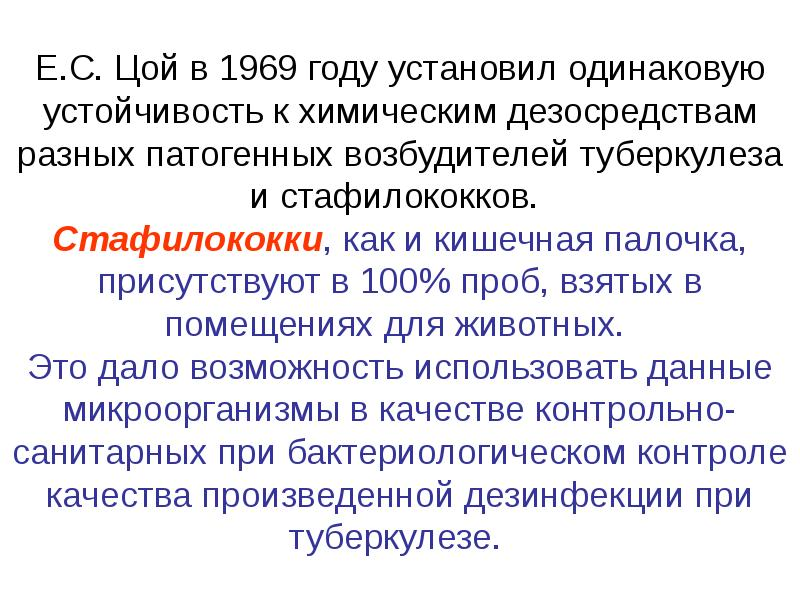 Е.С. Цой в 1969 году установил одинаковую
устойчивость к химическим дезосредствам
разных патогенных возбудителей туберкулеза
и стафилококков.
Стафилококки, как и кишечная палочка,
присутствуют в 100% проб, взятых в
помещениях для животных.
Это дало возможность использовать данные
микроорганизмы в качестве контрольно-
санитарных при бактериологическом контроле
качества произведенной дезинфекции при
туберкулезе.